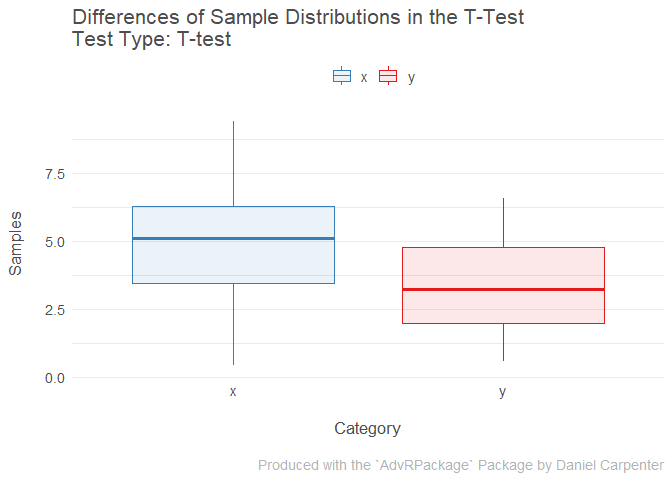 Differences of Sample Distributions in the T-Test
Test Type: T-test
x y
7.5
5.0
2.5
0.0
Samples
x y
Category
Produced with the `AdvRPackage` Package by Daniel Carpenter